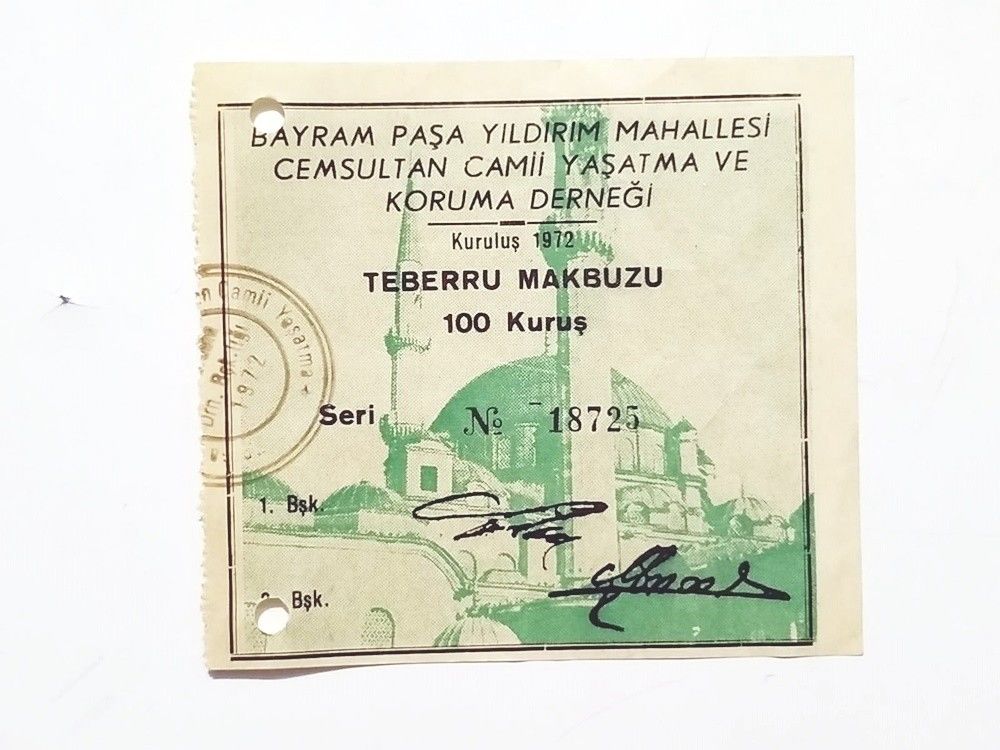 BAYRAM PAŞA YILDIRIM MAHALLESİ
CEMSULTAN CAMİİ YAŞATMA VE
KORUMA DERNEĞİ
Kuruluş 1972
TEBERRU MAKBUZU
100 Kuruş
Camii Yaşatma
1972
Seri № 18725
1. Bşk.
Bşk.